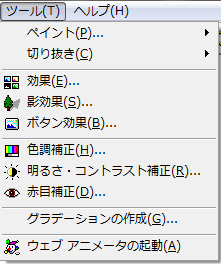 ツール(T) ヘルプ(H)
ペイント(P)...
切り抜き(C)
効果(E)...
影効果(S)...
ボタン効果(B)...
色調補正(H)...
明るさ・コントラスト補正(R)...
赤目補正(D)...
グラデーションの作成(G)...
ウェブ アニメータの起動(A)